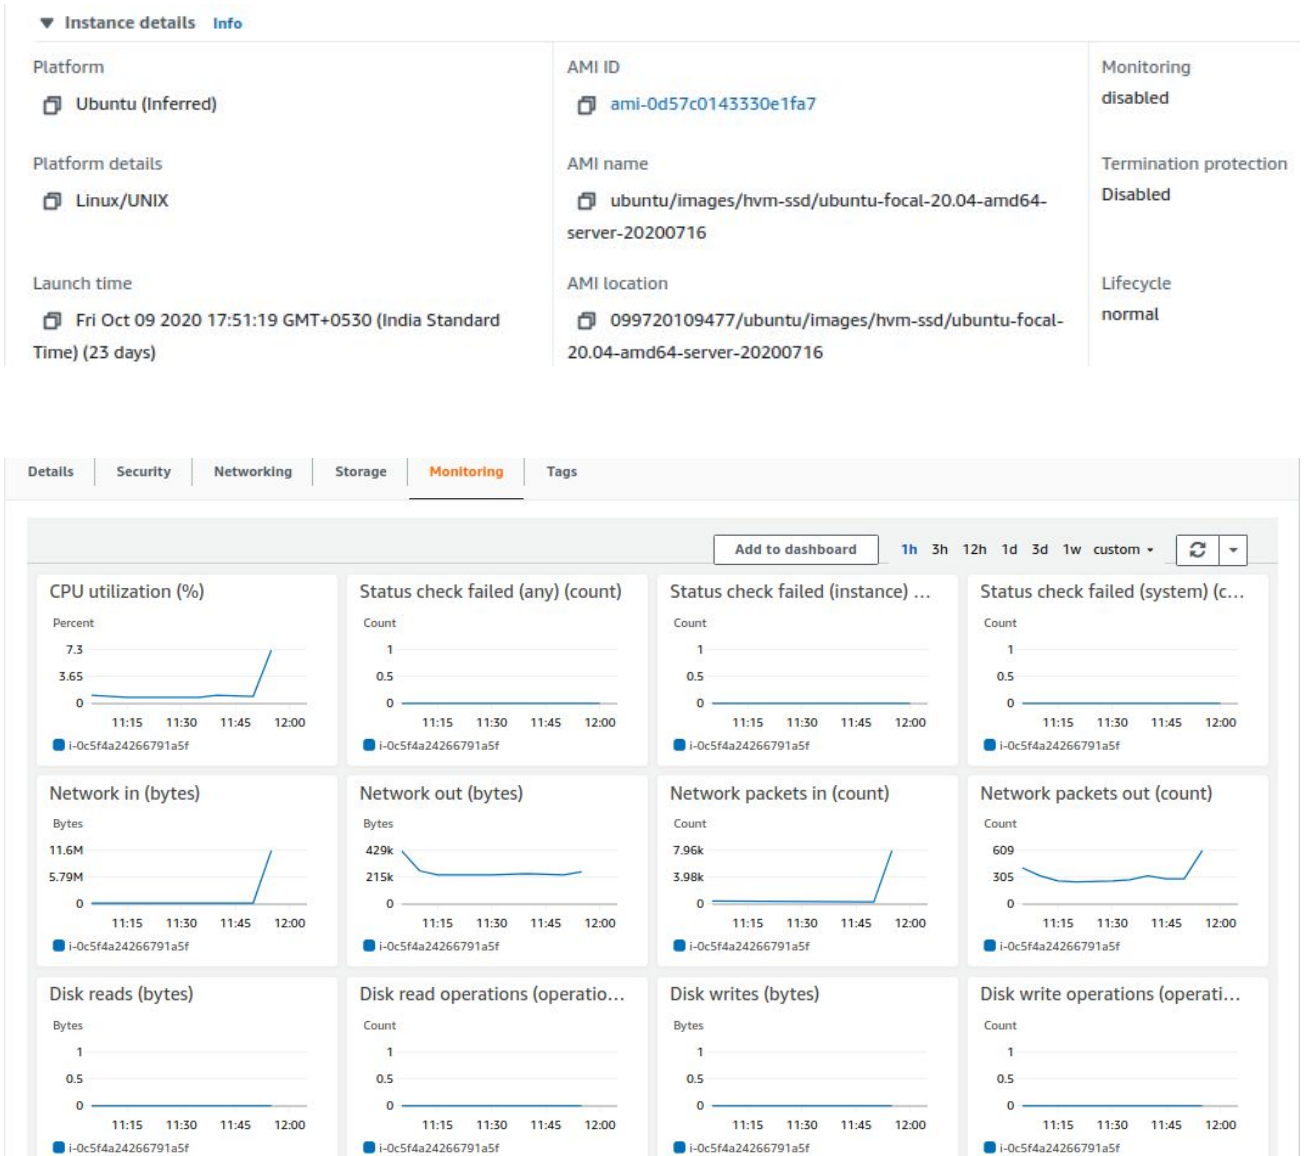 Instance details Info
Platform
Ubuntu (Inferred)
AMI ID
ami-0d57c0143330e1fa7
Monitoring
disabled
Platform details
Linux/UNIX
AMI name
ubuntu/images/hvm-ssd/ubuntu-focal-20.04-amd64-
server-20200716
Termination protection
Disabled
Launch time
Fri Oct 09 2020 17:51:19 GMT+0530 (India Standard
Time) (23 days)
AMI location
099720109477/ubuntu/images/hvm-ssd/ubuntu-focal-
20.04-amd64-server-20200716
Lifecycle
normal
Details Security Networking Storage Monitoring Tags
Add to dashboard 1h 3h 12h 1d 3d 1w custom
CPU utilization (%)
Percent
7.3
3.65
0
11:15 11:30 11:45 12:00
i-0c5f4a24266791a5f
Status check failed (any) (count)
Count
1
0.5
0
11:15 11:30 11:45 12:00
i-0c5f4a24266791a5f
Status check failed (instance) ...
Count
1
0.5
0
11:15 11:30 11:45 12:00
i-0c5f4a24266791a5f
Status check failed (system) (c...
Count
1
0.5
0
11:15 11:30 11:45 12:00
i-0c5f4a24266791a5f
Network in (bytes)
Bytes
11.6M
5.79M
0
11:15 11:30 11:45 12:00
i-0c5f4a24266791a5f
Network out (bytes)
Bytes
429k
215k
0
11:15 11:30 11:45 12:00
i-0c5f4a24266791a5f
Network packets in (count)
Count
7.96k
3.98k
0
11:15 11:30 11:45 12:00
i-0c5f4a24266791a5f
Network packets out (count)
Count
609
305
0
11:15 11:30 11:45 12:00
i-0c5f4a24266791a5f
Disk reads (bytes)
Bytes
1
0.5
0
11:15 11:30 11:45 12:00
i-0c5f4a24266791a5f
Disk read operations (operatio...
Count
1
0.5
0
11:15 11:30 11:45 12:00
i-0c5f4a24266791a5f
Disk writes (bytes)
Bytes
1
0.5
0
11:15 11:30 11:45 12:00
i-0c5f4a24266791a5f
Disk write operations (operati...
Count
1
0.5
0
11:15 11:30 11:45 12:00
i-0c5f4a24266791a5f